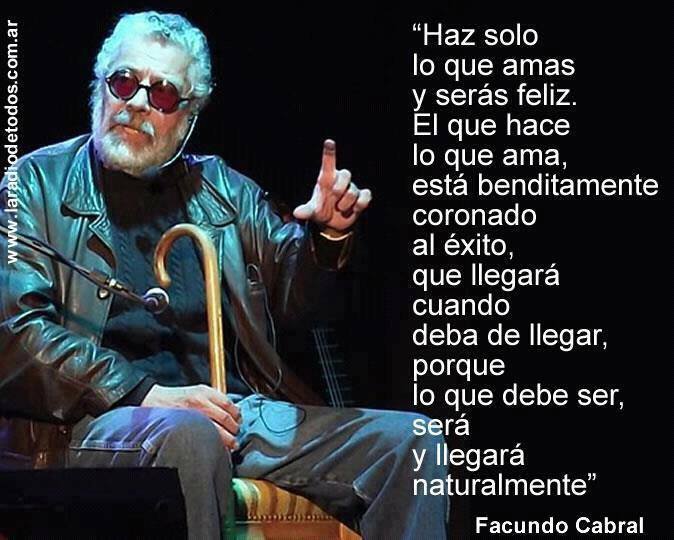 www.laradiodetodos.com.ar
“Haz solo
lo que amas
y serás feliz.
El que hace
lo que ama,
está benditamente
coronado
al éxito,
que llegará
cuando
deba de llegar,
porque
lo que debe ser,
será
y llegará
naturalmente”
Facundo Cabral